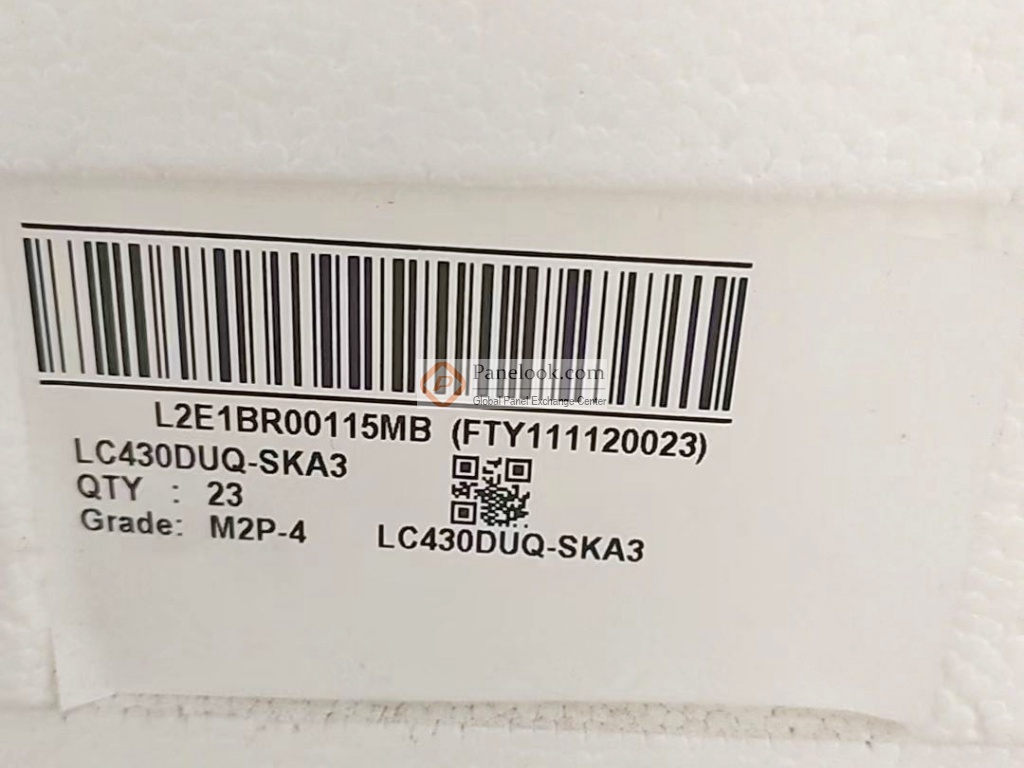 Panelook.com
Global Panel Exchange Center
L2E1BR00115MB (FTY111120023)
LC430DUQ-SKA3
QTY : 23
Grade: M2P-4
LC430DUQ-SKA3